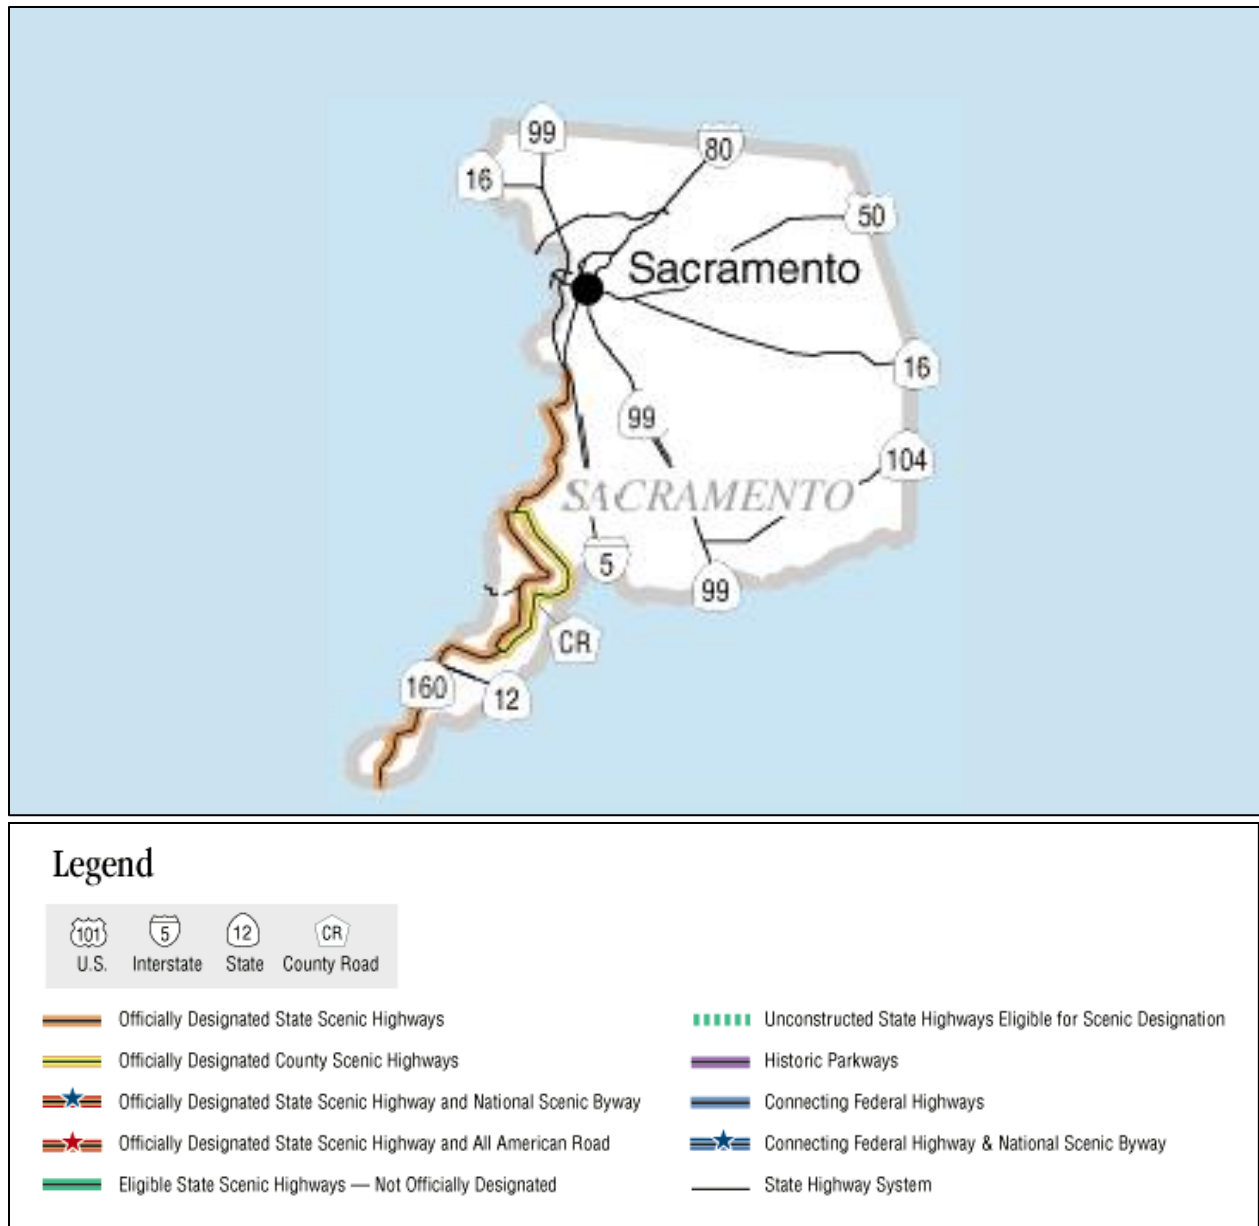 99
80
16
50
Sacramento
16
99
104
SACRAMENTO
5
99
CR
160
12
Legend
101
5
12
CR
U.S.
Interstate
State
County Road
Officially Designated State Scenic Highways
Officially Designated County Scenic Highways
Officially Designated State Scenic Highway and National Scenic Byway
Officially Designated State Scenic Highway and All American Road
Eligible State Scenic Highways — Not Officially Designated
Unconstructed State Highways Eligible for Scenic Designation
Historic Parkways
Connecting Federal Highways
Connecting Federal Highway & National Scenic Byway
State Highway System